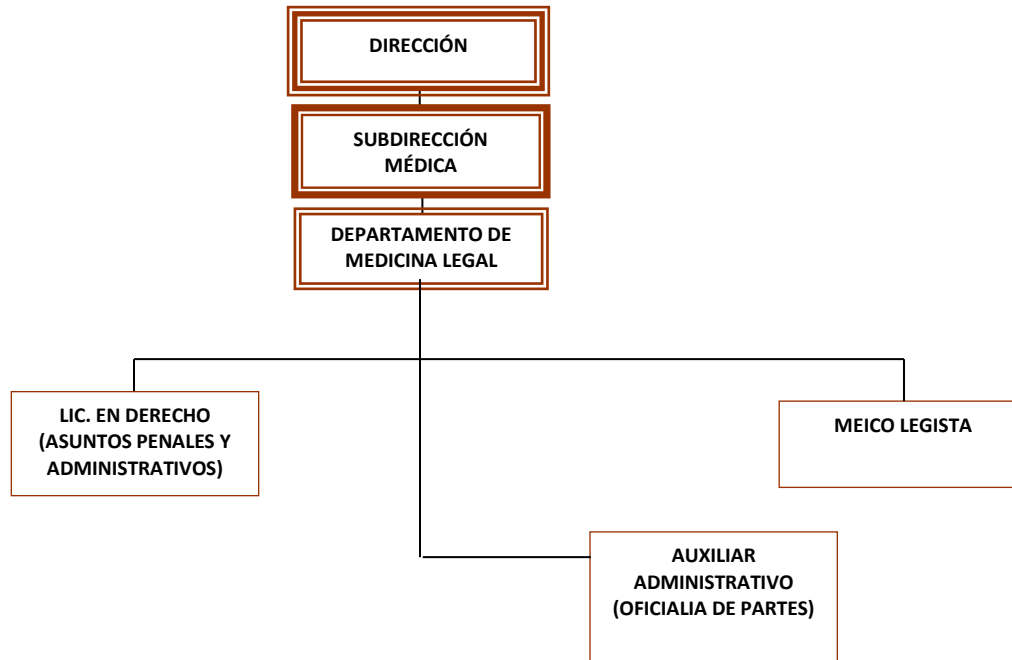 DIRECCIÓN
SUBDIRECCIÓN
MÉDICA
DEPARTAMENTO DE
MEDICINA LEGAL
LIC. EN DERECHO
(ASUNTOS PENALES Y
ADMINISTRATIVOS)
MEICO LEGISTA
AUXILIAR
ADMINISTRATIVO
(OFICIALIA DE PARTES)